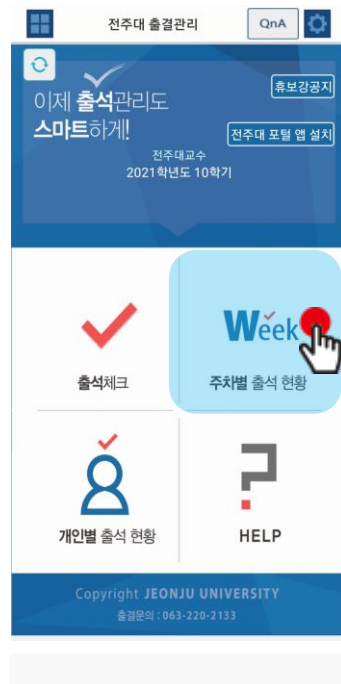 전주대 출결관리
QnA
이제 출석관리도
스마트하게!
휴보강공지
전주대 포털 앱 설치
전주대교수
2021학년도 10학기
출석체크
Week
주차별 출석 현황
개인별 출석 현황
HELP
Copyright JEONJU UNIVERSITY
출결문의 : 063-220-2133